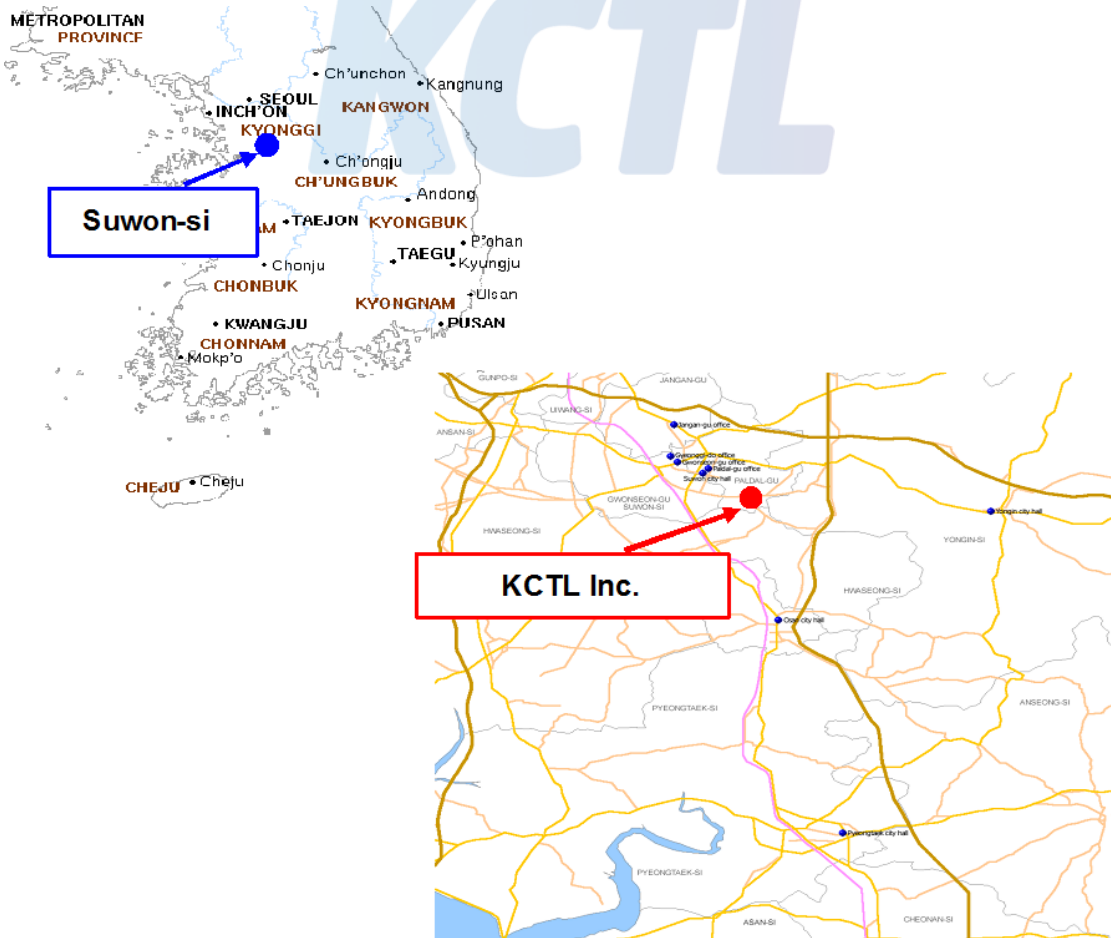 KCTL
METROPOLITAN
PROVINCE
Ch'unchon
Kangnung
SEOUL
KANGWON
INCH'ON
KYONGGI
Ch'ongju
CH'UNGBUK
Andong
Suwon-si
AM
TAEJON
KYONGBUK
P'ohan
TAEGU
Kyungju
Chonju
CHONBUK
KYONGNAM
Ulsan
KWANGJU
PUSAN
CHONNAM
Mokp'o
CHEJU
Cheju
GUNPO-SI
JANGAN-GU
UIWANG-SI
Jangan-gu office
ANSAN-SI
Gyeonggi-do office
Gwonseon-gu office
Paldal-gu office
Suwon city hall
PALDAL-GU
GWONSEON-GU
SUWON-SI
Yongin city hall
HWASEONG-SI
YONGIN-SI
KCTL Inc.
HWASEONG-SI
Osan city hall
ANSEONG-SI
PYEONGTAEK-SI
Pyeongtaek city hall
PYEONGTAEK-SI
ASAN-SI
CHEONAN-SI